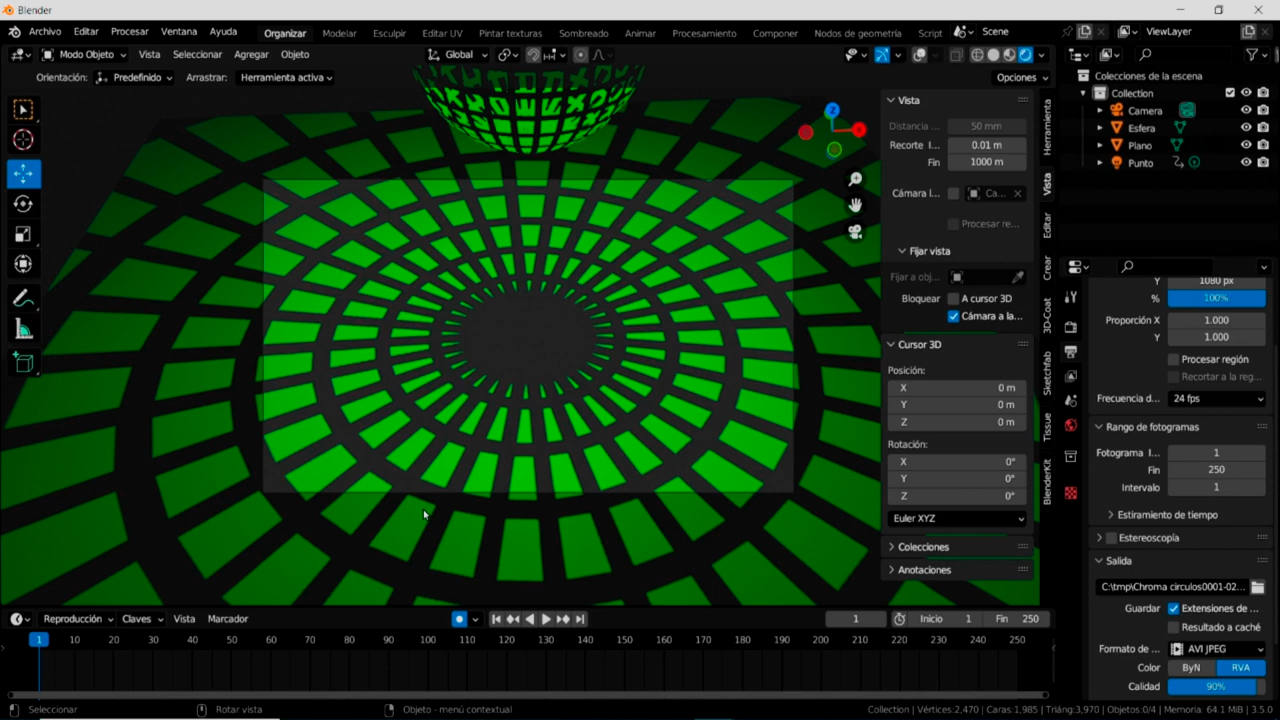 Blender
Archivo Editar Procesar Ventana Ayuda Organizar Modelar Esculpir Editar UV Pintar texturas Sombreado Animar Procesamiento Componer Nodos de geometría Script Scene ViewLayer
Modo Objeto Vista Seleccionar Agregar Objeto Global
Orientación: Predefinido Arrastrar: Herramienta activa Opciones
Colecciones de la escena
Collection
Camera
Esfera
Plano
Punto
Z
X
Vista
Distancia ... 50 mm
Recorte I... 0.01 m
Fin 1000 m
Cámara l... Ca...
Procesar re...
Fijar vista
Fijar a obj...
Bloquear A cursor 3D
Cámara a la...
Cursor 3D
Posición:
X 0 m
Y 0 m
Z 0 m
Rotación:
X 0°
Y 0°
Z 0°
Euler XYZ
Colecciones
Anotaciones
Herramienta
Vista
Editar
Crear
3D-Coat
Sketchfab
Tissue
BlenderKit
Y 1080 px
% 100%
Proporción X 1.000
Y 1.000
Procesar región
Recortar a la reg...
Frecuencia d... 24 fps
Rango de fotogramas
Fotograma I... 1
Fin 250
Intervalo 1
Estiramiento de tiempo
Estereoscopía
Salida
C:\tmp\Chroma circulos0001-02...
Guardar Extensiones de ...
Resultado a caché
Formato de ... AVI JPEG
Color ByN RVA
Calidad 90%
Reproducción Claves Vista Marcador 1 Inicio 1 Fin 250
1 10 20 30 40 50 60 70 80 90 100 110 120 130 140 150 160 170 180 190 200 210 220 230 240 250
Seleccionar Rotar vista Objeto - menú contextual Collection | Vértices:2,470 | Caras:1,985 | Triáng:3,970 | Objetos:0/4 | Memoria: 64.1 MiB | 3.5.0